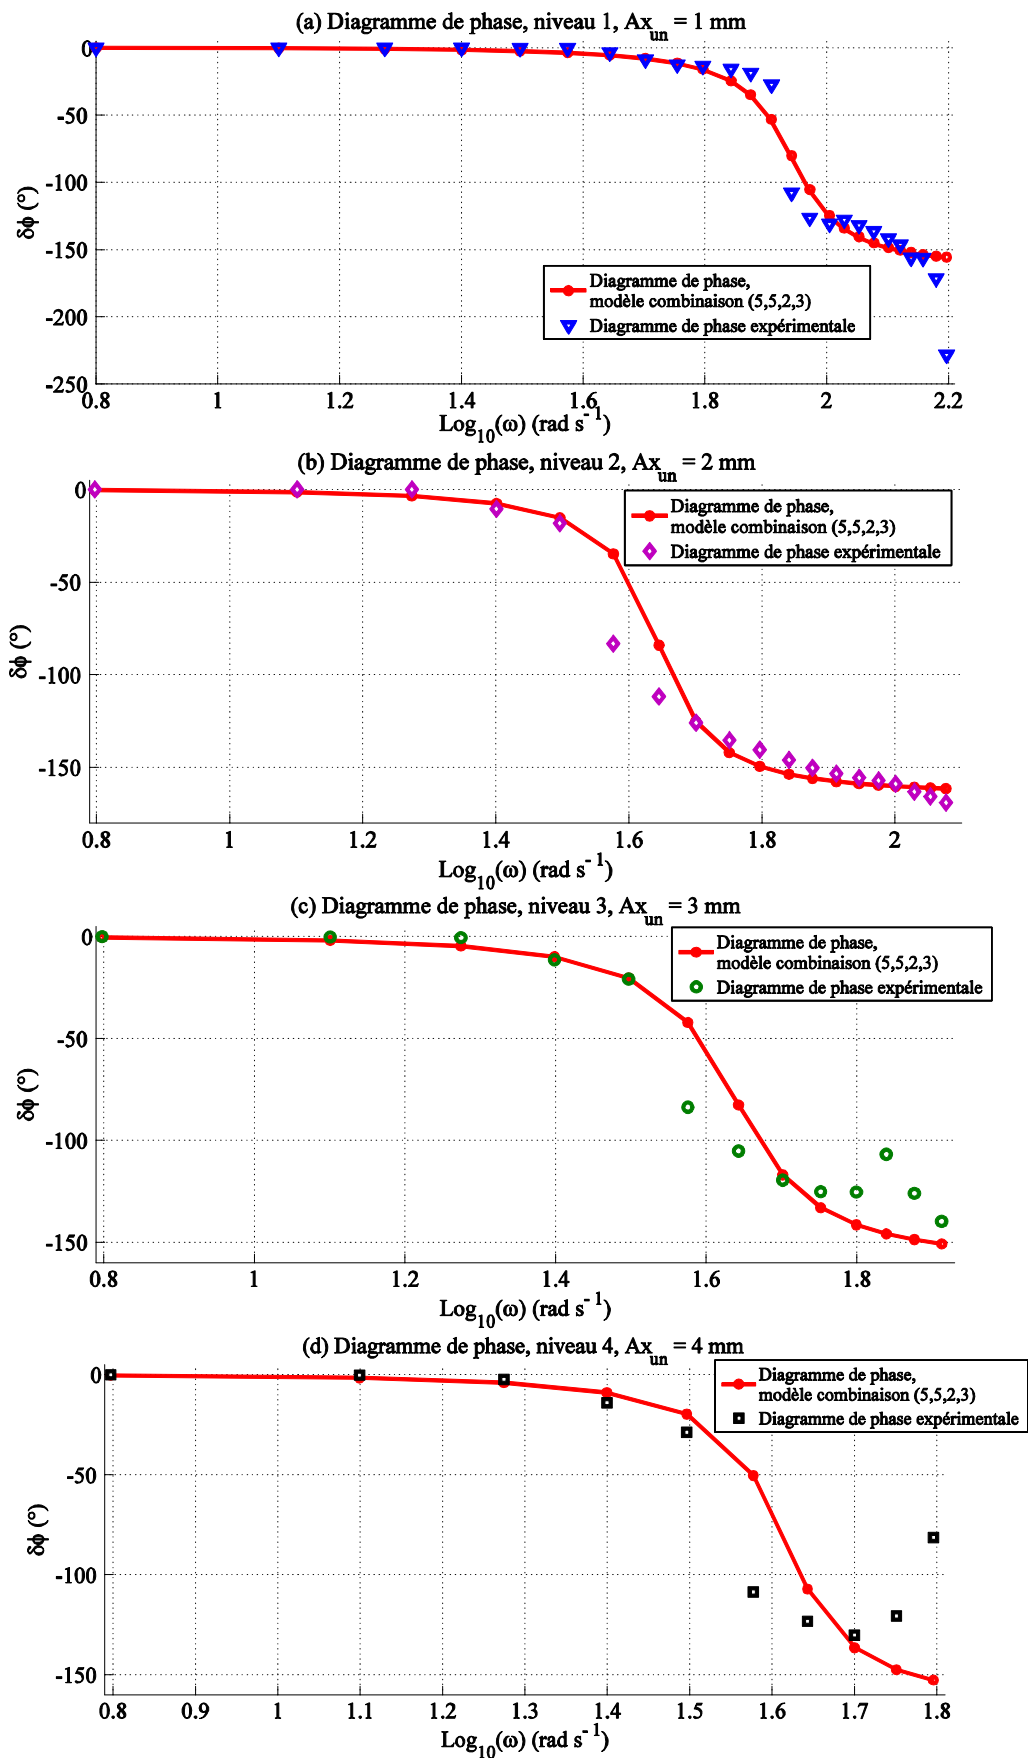 (a) Diagramme de phase, niveau 1, Ax_un = 1 mm
0
-50
-100
-150
-200
-250
δϕ (°)
Diagramme de phase,
modèle combinaison (5,5,2,3)
Diagramme de phase expérimentale
0.8 1 1.2 1.4 1.6 1.8 2 2.2
Log_10(ω) (rad s^-1)
(b) Diagramme de phase, niveau 2, Ax_un = 2 mm
0
-50
-100
-150
δϕ (°)
Diagramme de phase,
modèle combinaison (5,5,2,3)
Diagramme de phase expérimentale
0.8 1 1.2 1.4 1.6 1.8 2
Log_10(ω) (rad s^-1)
(c) Diagramme de phase, niveau 3, Ax_un = 3 mm
0
-50
-100
-150
δϕ (°)
Diagramme de phase,
modèle combinaison (5,5,2,3)
Diagramme de phase expérimentale
0.8 1 1.2 1.4 1.6 1.8
Log_10(ω) (rad s^-1)
(d) Diagramme de phase, niveau 4, Ax_un = 4 mm
0
-50
-100
-150
δϕ (°)
Diagramme de phase,
modèle combinaison (5,5,2,3)
Diagramme de phase expérimentale
0.8 0.9 1 1.1 1.2 1.3 1.4 1.5 1.6 1.7 1.8
Log_10(ω) (rad s^-1)